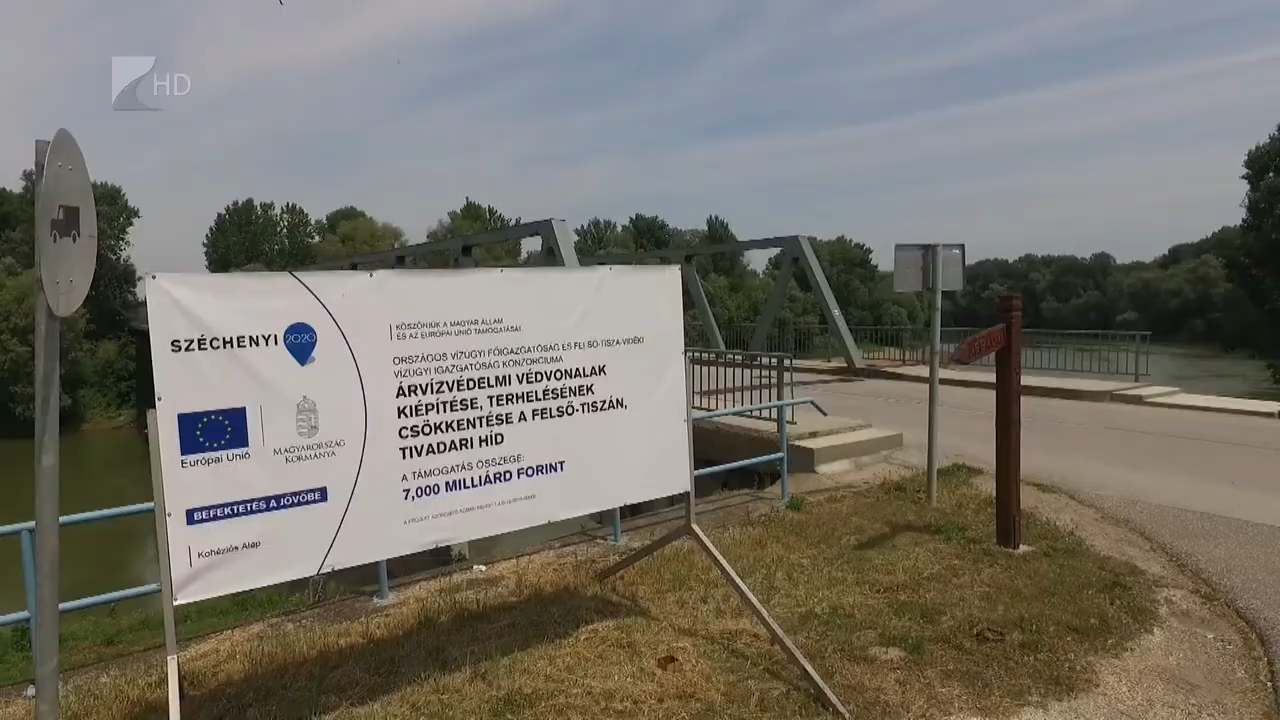 HD
SZÉCHENYI 2020
KÖSZÖNJÜK A MAGYAR ÁLLAM
ÉS AZ EURÓPAI UNIÓ TÁMOGATÁSÁT.
ORSZÁGOS VÍZÜGYI FŐIGAZGATÓSÁG ÉS FELSŐ-TISZA-VIDÉKI
VÍZÜGYI IGAZGATÓSÁG KONZORCIUMA
ÁRVÍZVÉDELMI VÉDVONALAK
KIÉPÍTÉSE, TERHELÉSÉNEK
CSÖKKENTÉSE A FELSŐ-TISZÁN,
TIVADARI HÍD
A TÁMOGATÁS ÖSSZEGE:
7,000 MILLIÁRD FORINT
Európai Unió
MAGYARORSZÁG
KORMÁNYA
BEFEKTETÉS A JÖVŐBE
Kohéziós Alap